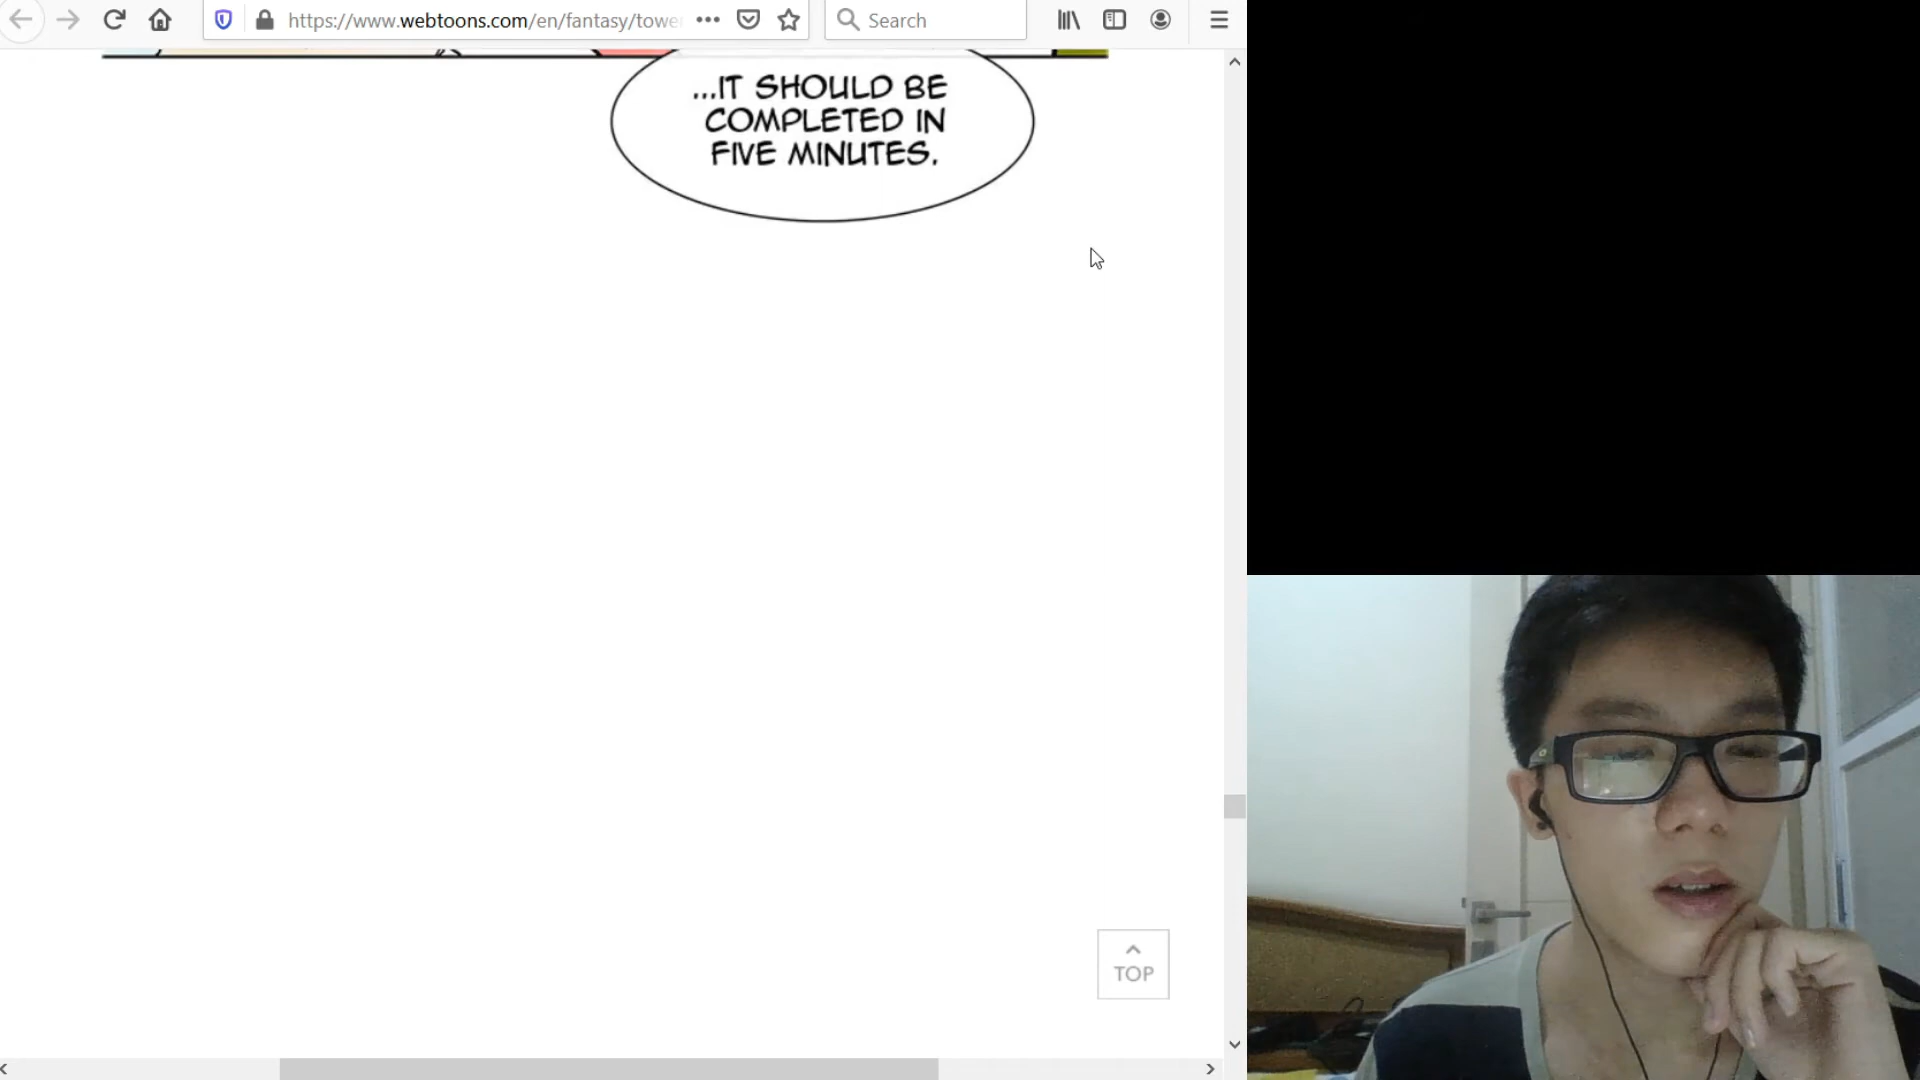 https://www.webtoons.com/en/fantasy/towe
Search
...IT SHOULD BE
COMPLETED IN
FIVE MINUTES.
TOP